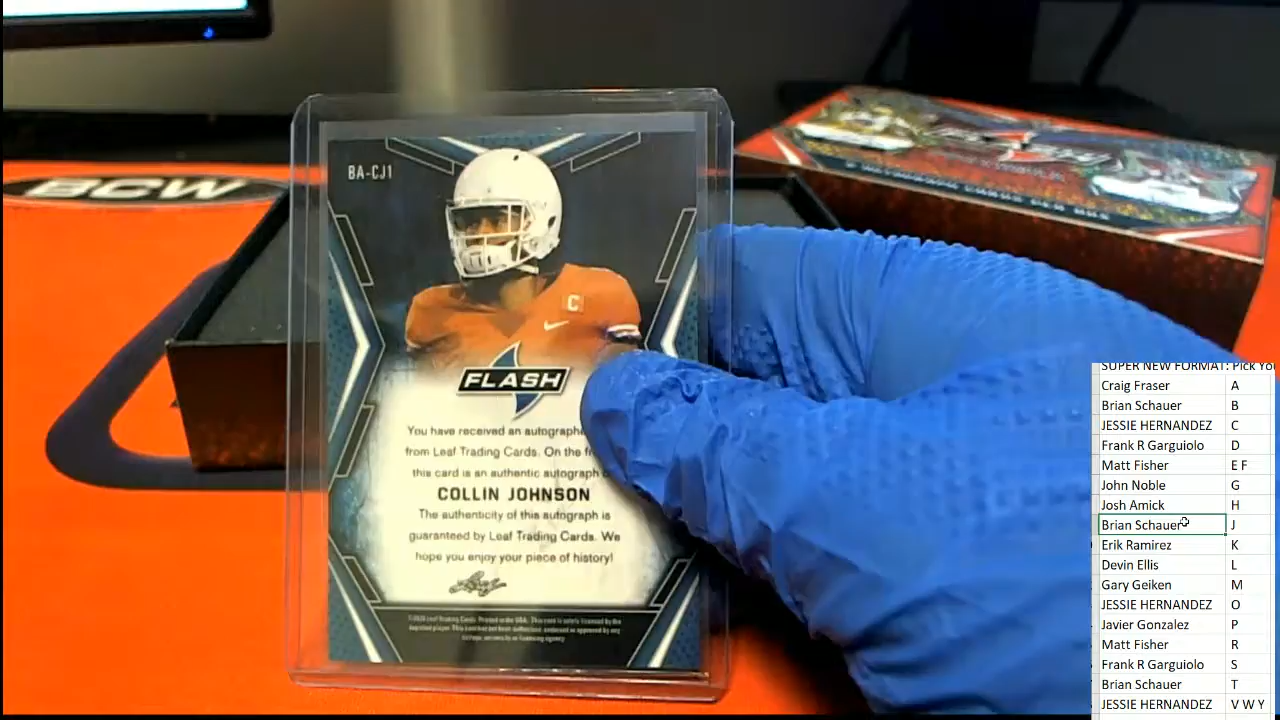 BCW
BA-CJ1
C
FLASH
You have received an autographe
from Leaf Trading Cards. On the fr
this card is an authentic autograph
COLLIN JOHNSON
The authenticity of this autograph is
guaranteed by Leaf Trading Cards. We
hope you enjoy your piece of history!
Leaf
SUPER NEW FORMAT: Pick Yo
Craig Fraser A
Brian Schauer B
JESSIE HERNANDEZ C
Frank R Garguiolo D
Matt Fisher E F
John Noble G
Josh Amick H
Brian Schauer J
Erik Ramirez K
Devin Ellis L
Gary Geiken M
JESSIE HERNANDEZ O
Javier Gonzalez P
Matt Fisher R
Frank R Garguiolo S
Brian Schauer T
JESSIE HERNANDEZ V W Y